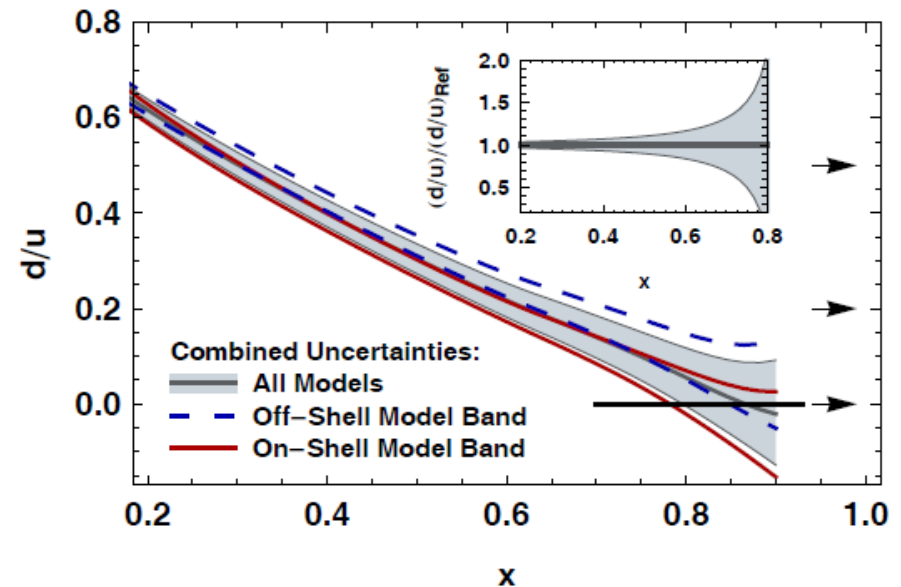 0.8
0.6
0.4
0.2
0.0
d/u
0.2
0.4
0.6
0.8
1.0
x
Combined Uncertainties:
All Models
Off−Shell Model Band
On−Shell Model Band
2.0
1.5
1.0
0.5
(d/u)/(d/u)Ref
0.2
0.4
0.6
0.8
x